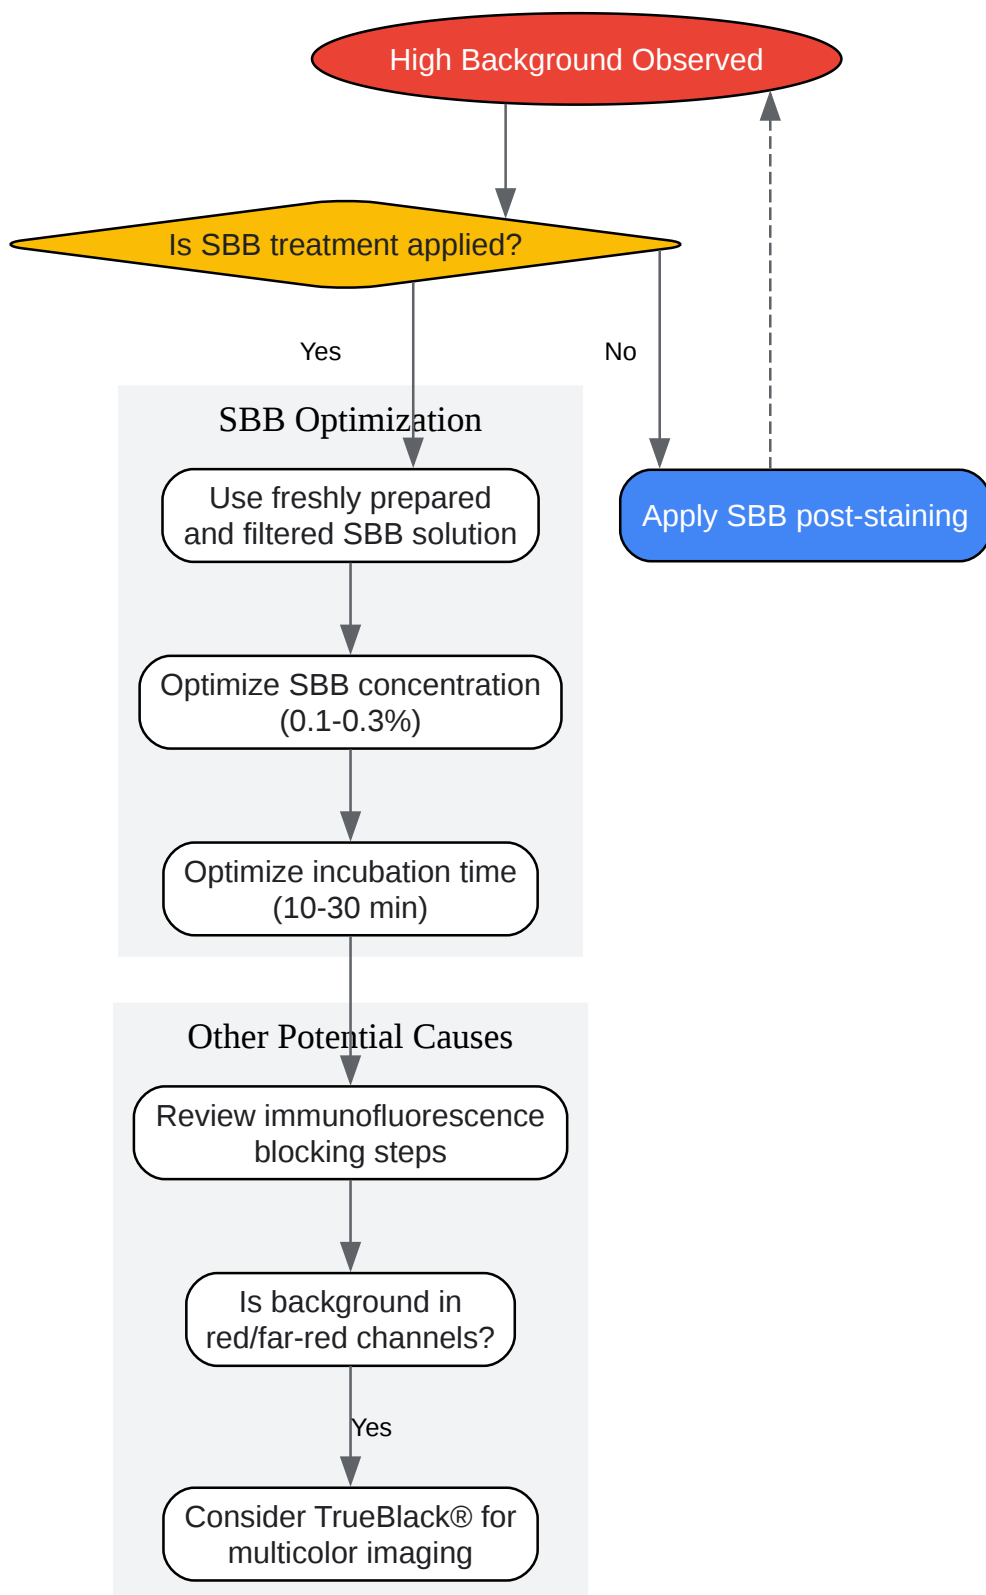 High Background Observed
Is SBB treatment applied?
Yes
No
SBB Optimization
Use freshly prepared
and filtered SBB solution
Apply SBB post-staining
Optimize SBB concentration
(0.1-0.3%)
Optimize incubation time
(10-30 min)
Other Potential Causes
Review immunofluorescence
blocking steps
Is background in
red/far-red channels?
Yes
Consider TrueBlack® for
multicolor imaging